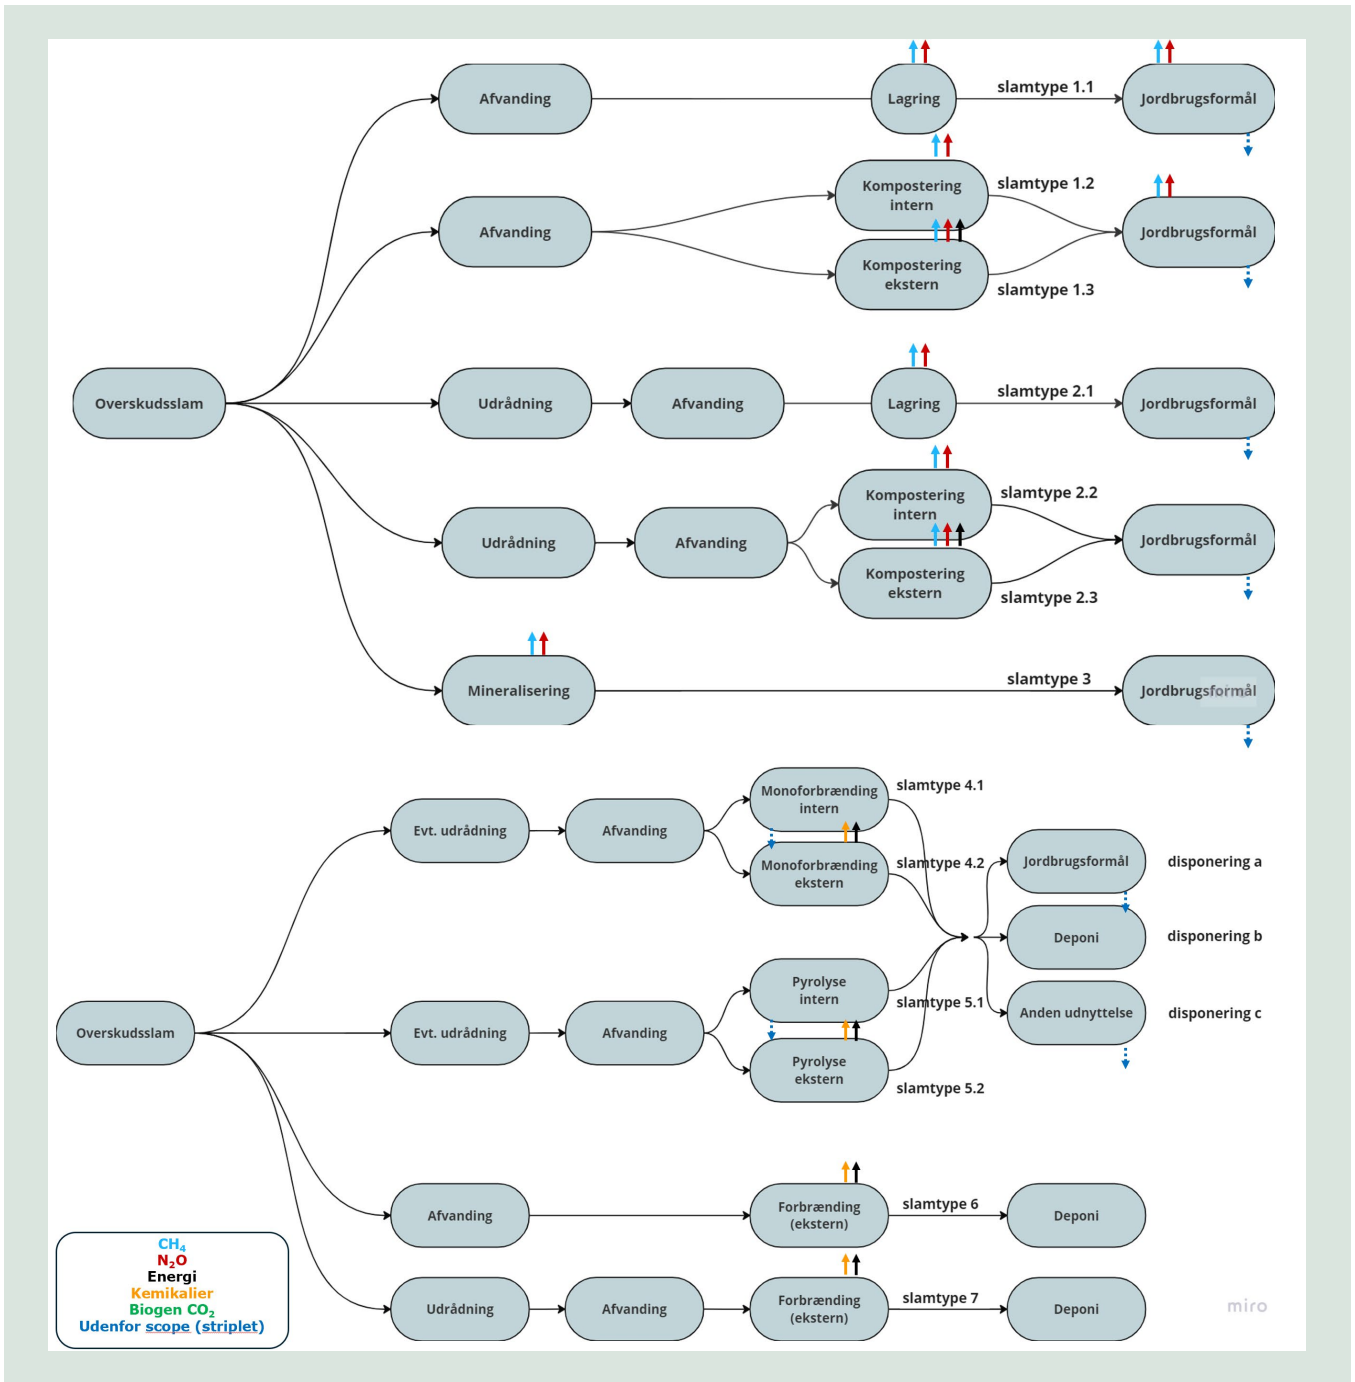 Afvanding
Lagring
slamtype 1.1
Jordbrugsformål
Afvanding
Kompostering
intern
slamtype 1.2
Kompostering
ekstern
slamtype 1.3
Jordbrugsformål
Overskudsslam
Udrådning
Afvanding
Lagring
slamtype 2.1
Jordbrugsformål
Udrådning
Afvanding
Kompostering
intern
slamtype 2.2
Kompostering
ekstern
slamtype 2.3
Jordbrugsformål
Mineralisering
slamtype 3
Jordbrugsformål
Overskudsslam
Evt. udrådning
Afvanding
Monoforbrænding
intern
slamtype 4.1
Monoforbrænding
ekstern
slamtype 4.2
Jordbrugsformål
disponering a
Deponi
disponering b
Evt. udrådning
Afvanding
Pyrolyse
intern
slamtype 5.1
Pyrolyse
ekstern
slamtype 5.2
Anden udnyttelse
disponering c
Afvanding
Forbrænding
(ekstern)
slamtype 6
Deponi
Udrådning
Afvanding
Forbrænding
(ekstern)
slamtype 7
Deponi
CH₄
N₂O
Energi
Kemikalier
Biogen CO₂
Udenfor scope (striplet)
miro